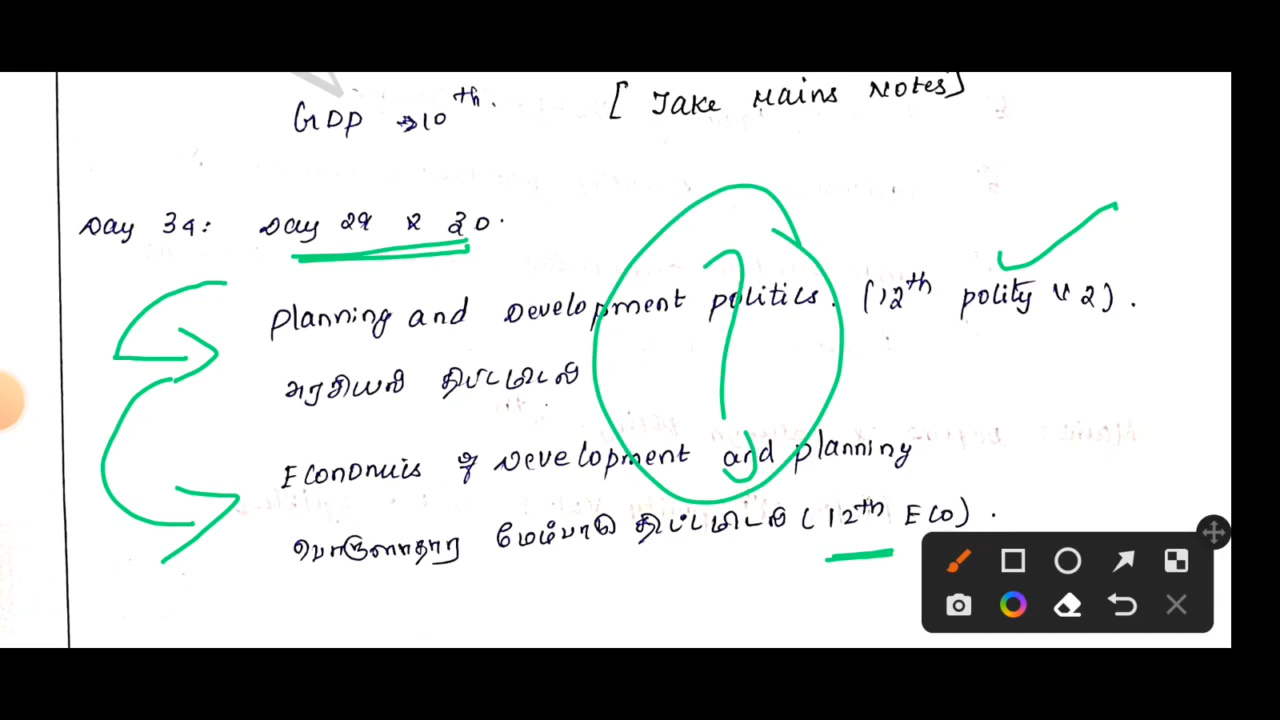 GDP → 10th. [Take Mains Notes]
Day 34: Day 29 & 30.
Planning and Development politics. (12th polity V 2).
அரசியல் திட்டமிடல்
Economics of Development and planning
பொருளாதார மேம்பாடு திட்டமிடல் (12th ECO).